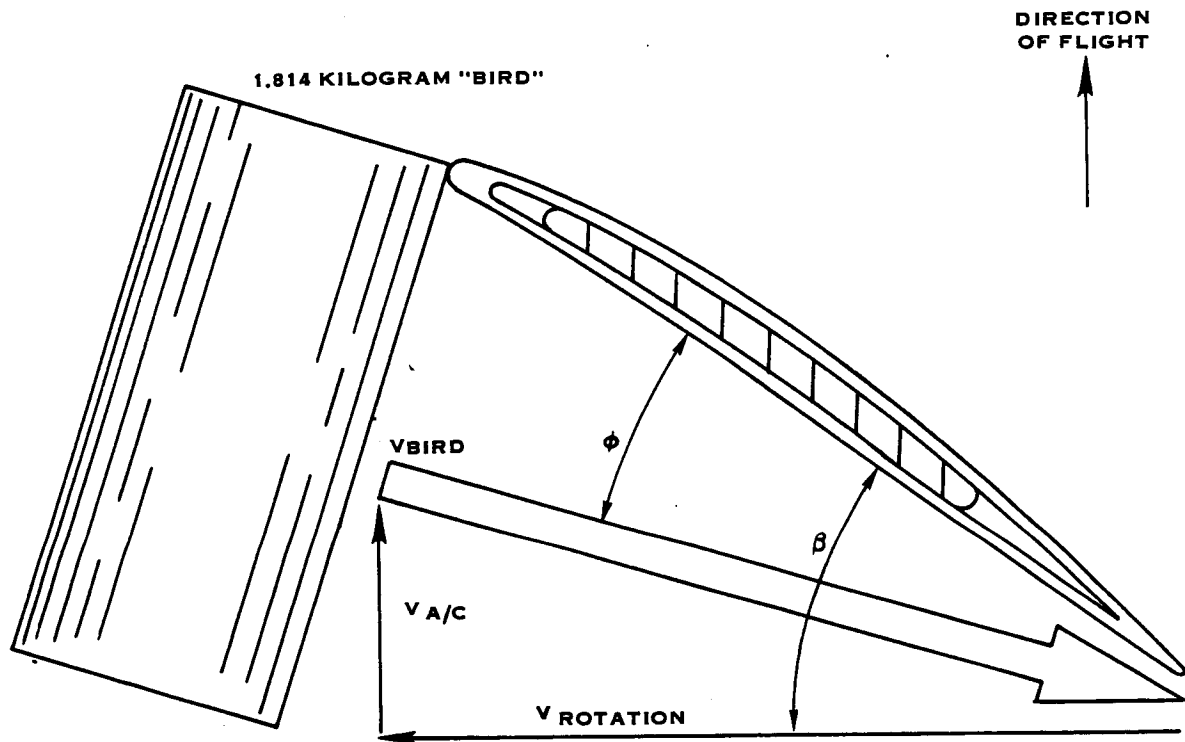 DIRECTION
OF FLIGHT
1.814 KILOGRAM "BIRD"
VBIRD
ϕ
β
V A/C
V ROTATION